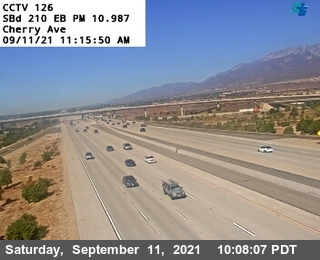 CCTV 126
SBd 210 EB PM 10.987
Cherry Ave
09/11/21 11:15:50 AM
Saturday, September 11, 2021 10:08:07 PDT